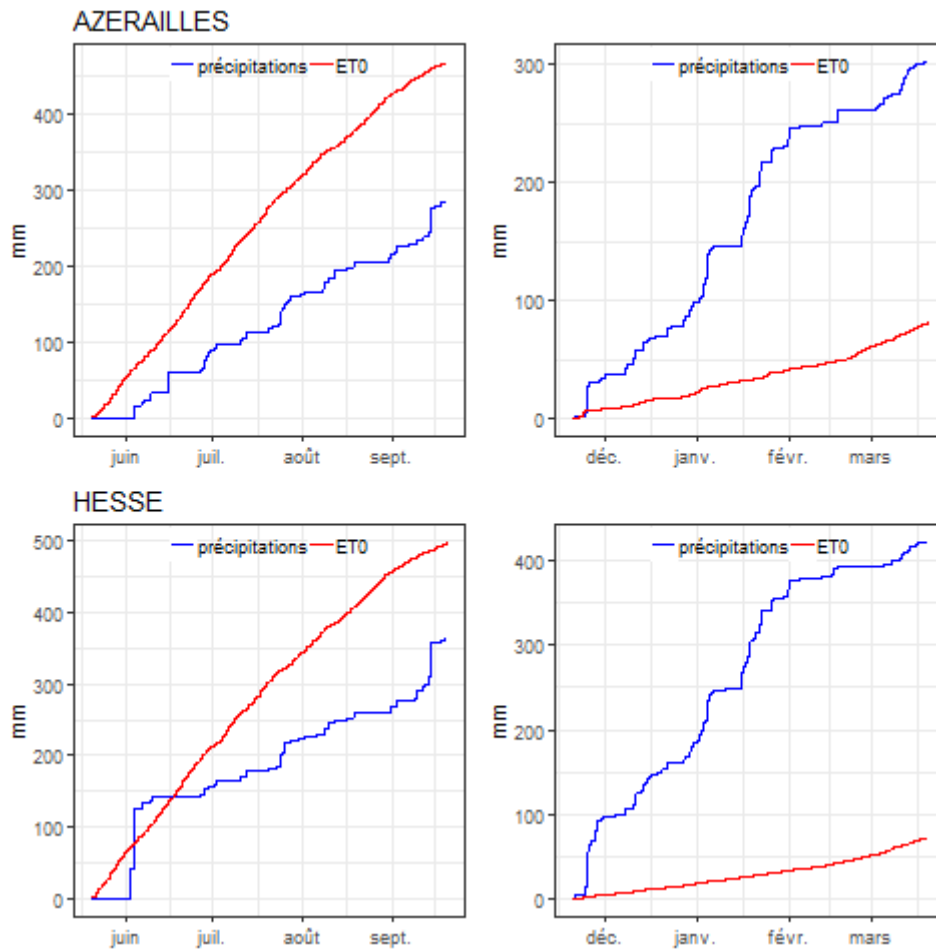 AZERAILLES
précipitations ET0
mm
400
300
200
100
0
juin juil. août sept.
précipitations ET0
mm
300
200
100
0
déc. janv. févr. mars
HESSE
précipitations ET0
mm
500
400
300
200
100
0
juin juil. août sept.
précipitations ET0
mm
400
300
200
100
0
déc. janv. févr. mars